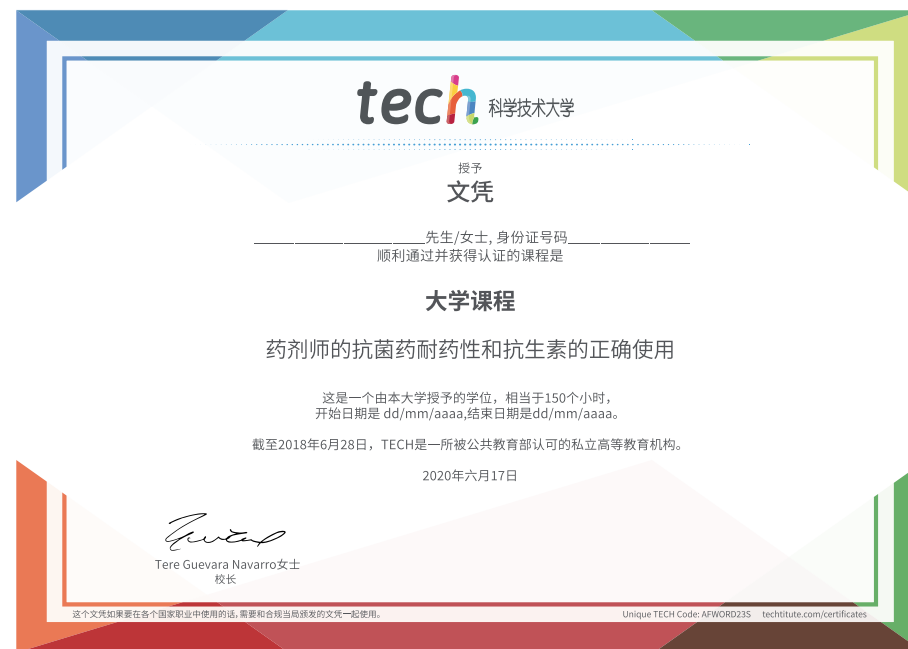 tech 科学技术大学
授予
文凭
____________________先生/女士, 身份证号码______________
顺利通过并获得认证的课程是
大学课程
药剂师的抗菌药耐药性和抗生素的正确使用
这是一个由本大学授予的学位，相当于150个小时，
开始日期是 dd/mm/aaaa,结束日期是dd/mm/aaaa。
截至2018年6月28日，TECH是一所被公共教育部认可的私立高等教育机构。
2020年六月17日
Tere Guevara Navarro女士
校长
这个文凭如果要在各个国家职业中使用的话,需要和合规当局颁发的文凭一起使用。
Unique TECH Code: AFWORD23S techtitute.com/certificates